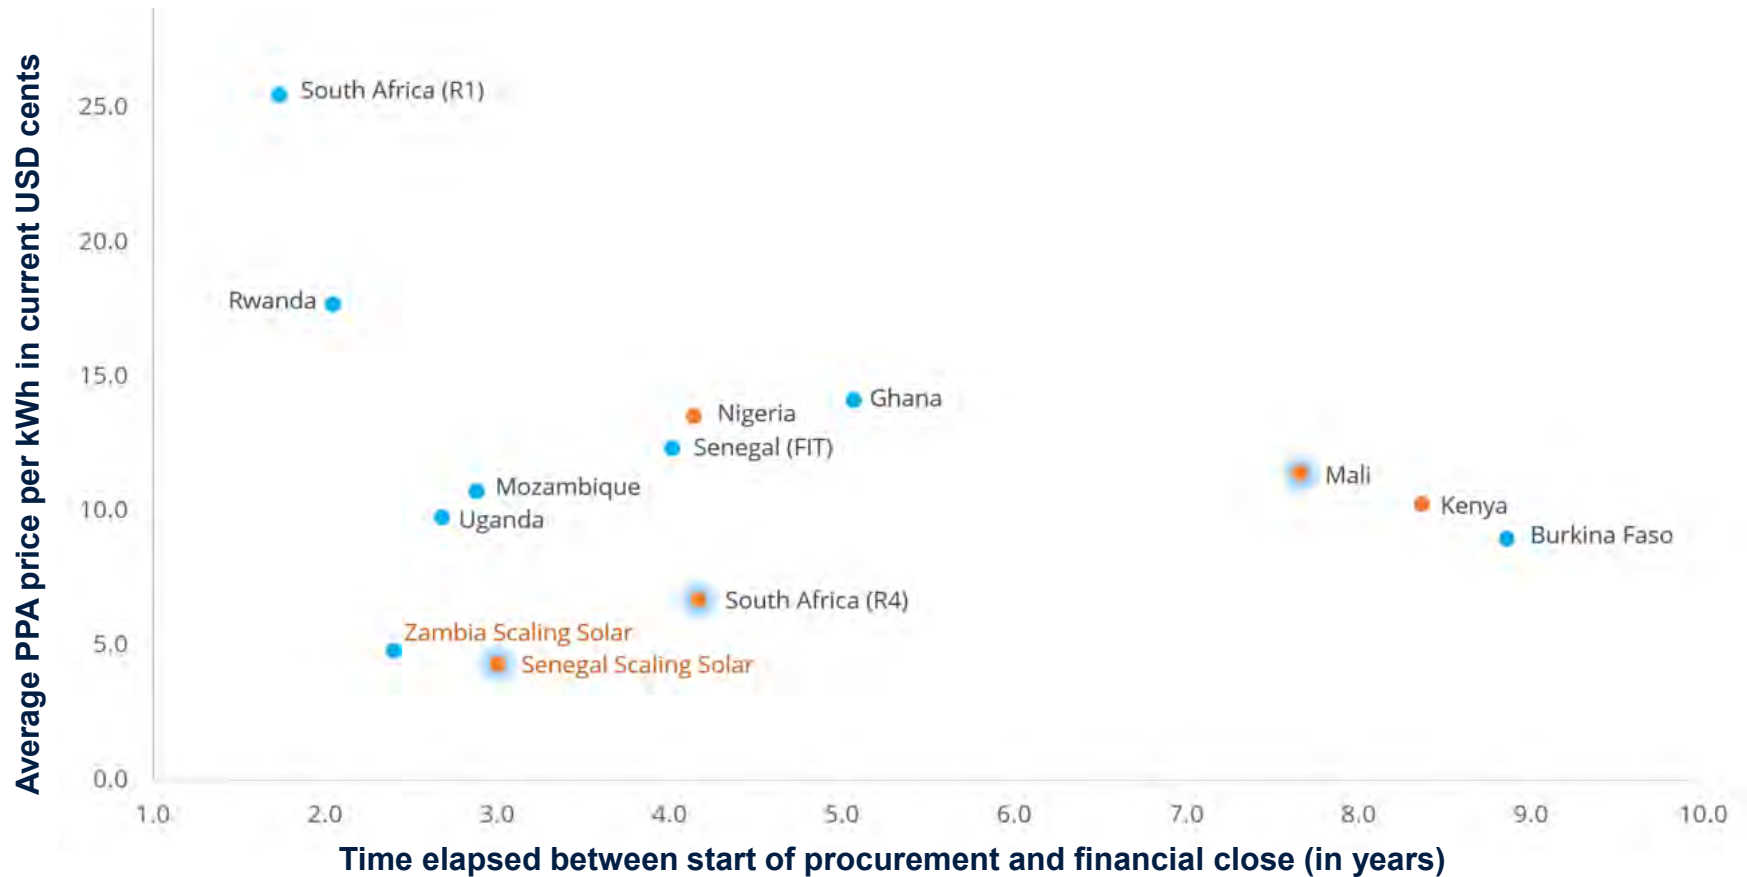 Average PPA price per kWh in current USD cents
25.0
20.0
15.0
10.0
5.0
0.0
South Africa (R1)
Rwanda
Ghana
Nigeria
Senegal (FIT)
Mali
Mozambique
Kenya
Uganda
Burkina Faso
South Africa (R4)
Zambia Scaling Solar
Senegal Scaling Solar
1.0 2.0 3.0 4.0 5.0 6.0 7.0 8.0 9.0 10.0
Time elapsed between start of procurement and financial close (in years)